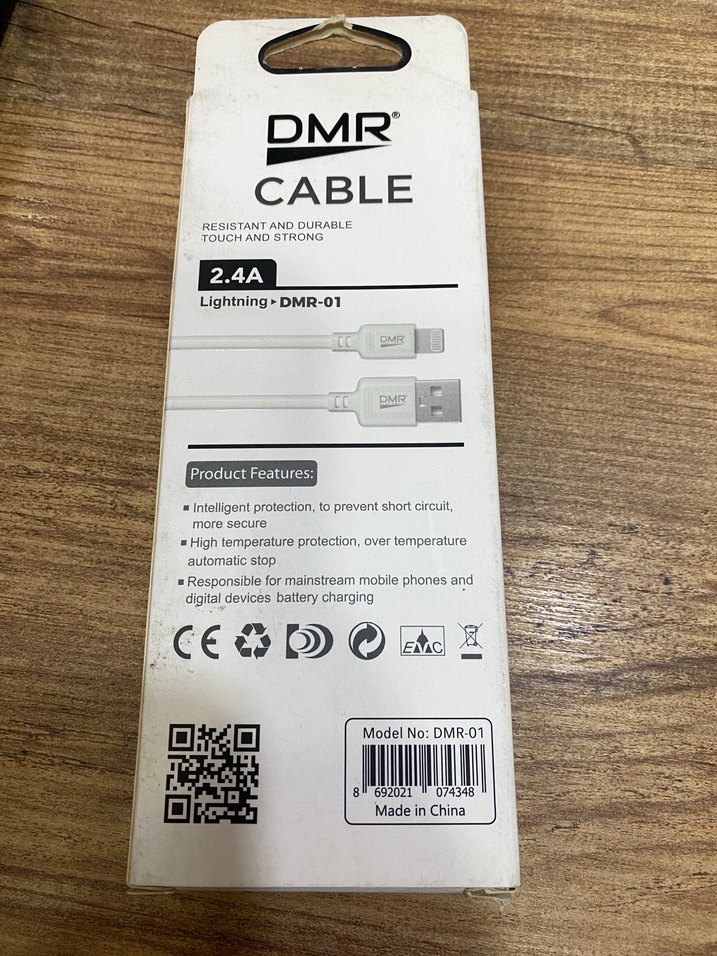 DMR®
CABLE
RESISTANT AND DURABLE
TOUCH AND STRONG
2.4A
Lightning ▸ DMR-01
DMR
DMR
Product Features:
▪ Intelligent protection, to prevent short circuit,
more secure
▪ High temperature protection, over temperature
automatic stop
▪ Responsible for mainstream mobile phones and
digital devices battery charging
CE
EMC
Model No: DMR-01
8 692021 074348
Made in China